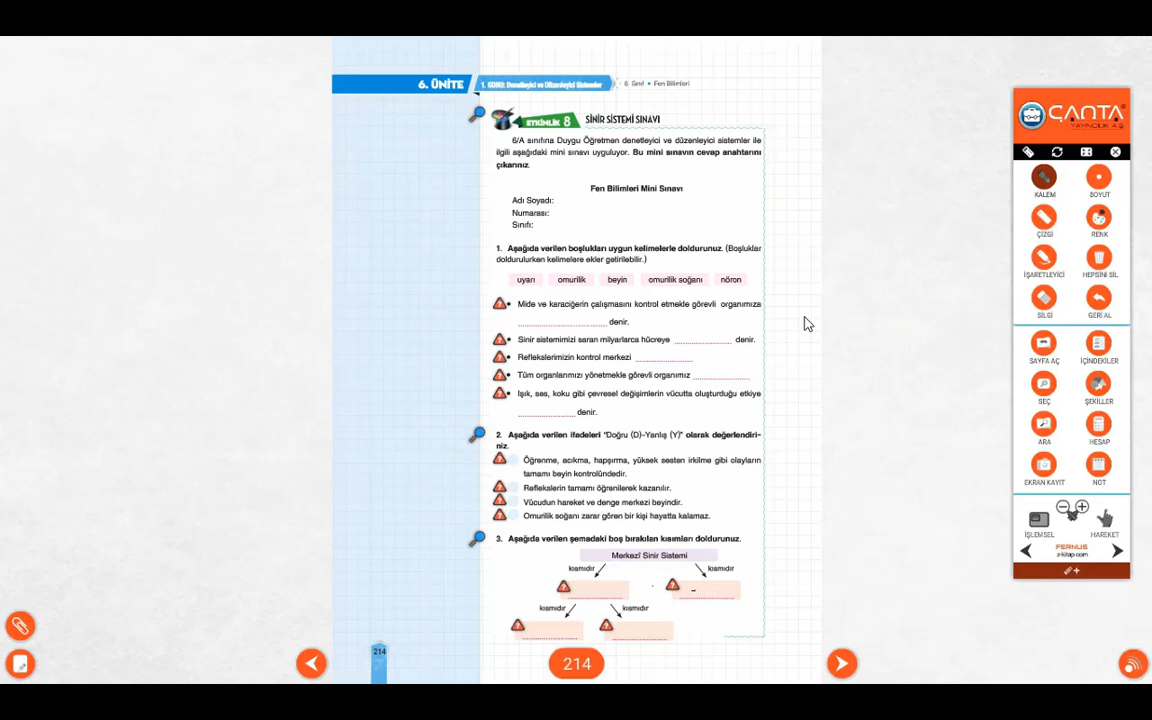 6. ÜNİTE
1. KONU: Denetleyici ve Düzenleyici Sistemler
6. Sınıf • Fen Bilimleri
ETKİNLİK 8
SİNİR SİSTEMİ SINAVI
6/A sınıfına Duygu Öğretmen denetleyici ve düzenleyici sistemler ile
ilgili aşağıdaki mini sınavı uyguluyor. Bu mini sınavın cevap anahtarını
çıkarınız.
Fen Bilimleri Mini Sınavı
Adı Soyadı:
Numarası:
Sınıfı:
1. Aşağıda verilen boşlukları uygun kelimelerle doldurunuz. (Boşluklar
doldurulurken kelimelere ekler getirilebilir.)
uyarı omurilik beyin omurilik soğanı nöron
• Mide ve karaciğerin çalışmasını kontrol etmekle görevli organımıza
............................... denir.
• Sinir sistemimizi saran milyarlarca hücreye .................... denir.
• Reflekslerimizin kontrol merkezi ....................
• Tüm organlarımızı yönetmekle görevli organımız ....................
• Işık, ses, koku gibi çevresel değişimlerin vücutta oluşturduğu etkiye
.................... denir.
2. Aşağıda verilen ifadeleri "Doğru (D)–Yanlış (Y)" olarak değerlendiri-
niz.
Öğrenme, acıkma, hapşırma, yüksek sesten irkilme gibi olayların
tamamı beyin kontrolündedir.
Reflekslerin tamamı öğrenilerek kazanılır.
Vücudun hareket ve denge merkezi beyindir.
Omurilik soğanı zarar gören bir kişi hayatta kalamaz.
3. Aşağıda verilen şemadaki boş bırakılan kısımları doldurunuz.
Merkezî Sinir Sistemi
kısmıdır kısmıdır
kısmıdır kısmıdır
214
214
ÇANTA
YAYINCILIK A.Ş
KALEM BOYUT
ÇİZGİ RENK
İŞARETLEYİCİ HEPSİNİ SİL
SİLGİ GERİ AL
SAYFA AÇ İÇİNDEKİLER
SEÇ ŞEKİLLER
ARA HESAP
EKRAN KAYIT NOT
İŞLEMSEL HAREKET
FERNUS
z-kitap.com